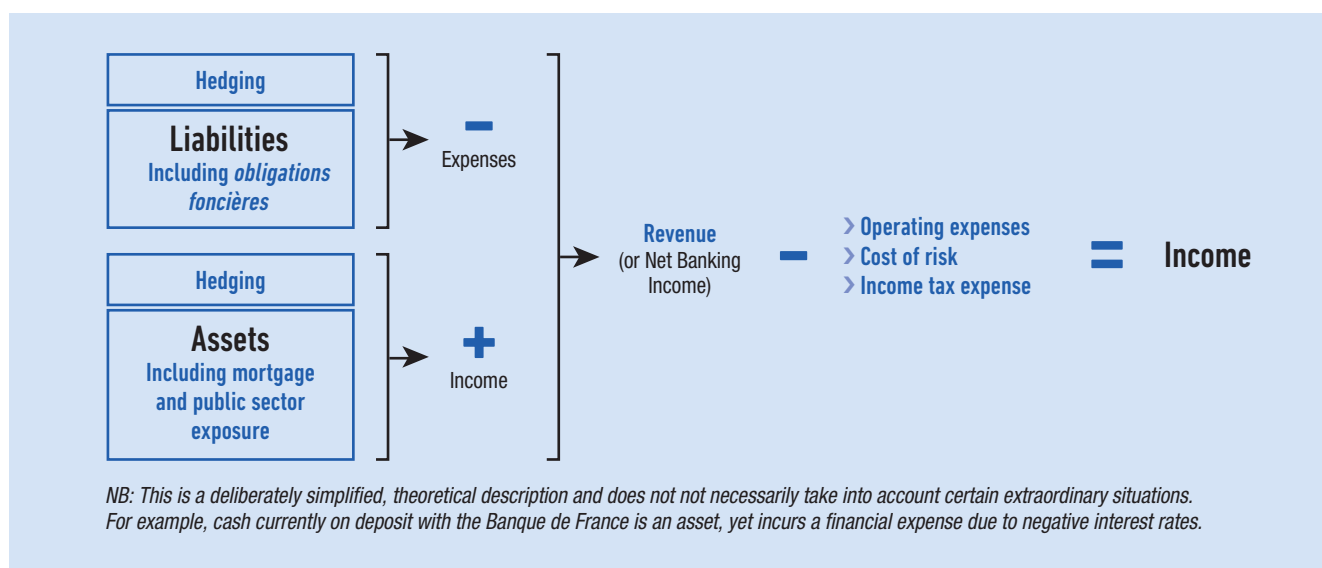 Hedging
Liabilities
Including obligations
foncières
−
Expenses
Hedging
Assets
Including mortgage
and public sector
exposure
+
Income
Revenue
(or Net Banking
Income)
−
❯ Operating expenses
❯ Cost of risk
❯ Income tax expense
=
Income
NB: This is a deliberately simplified, theoretical description and does not not necessarily take into account certain extraordinary situations.
For example, cash currently on deposit with the Banque de France is an asset, yet incurs a financial expense due to negative interest rates.